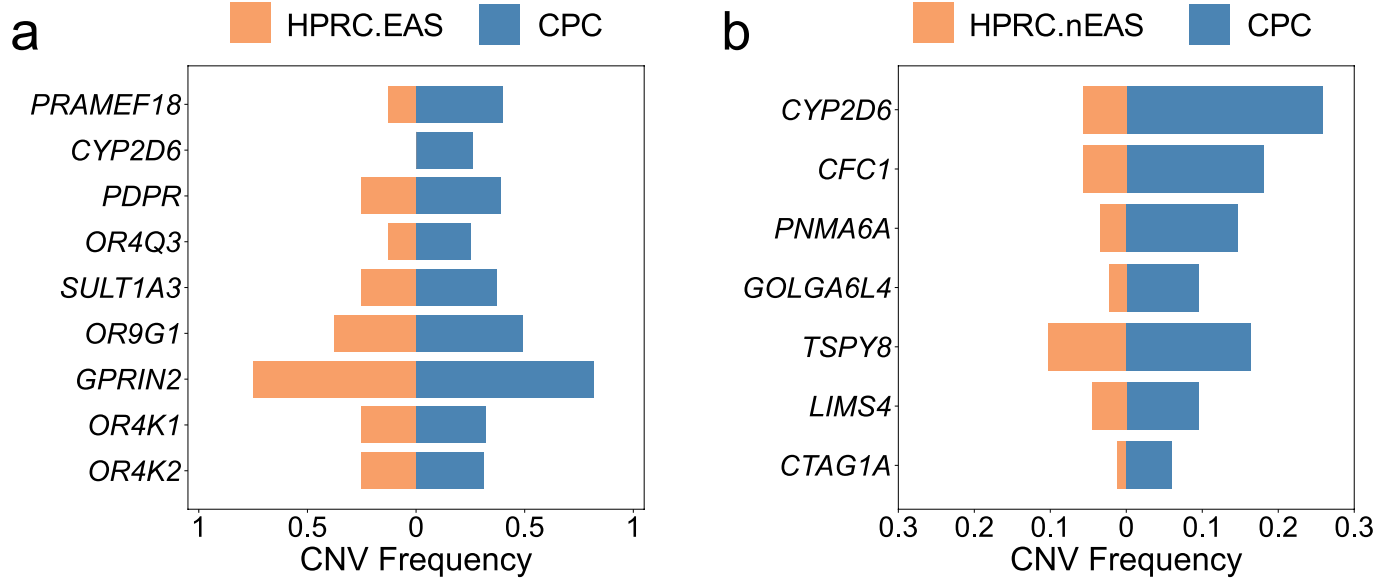 a
HPRC.EAS CPC
PRAMEF18
CYP2D6
PDPR
OR4Q3
SULT1A3
OR9G1
GPRIN2
OR4K1
OR4K2
1 0.5 0 0.5 1
CNV Frequency
b
HPRC.nEAS CPC
CYP2D6
CFC1
PNMA6A
GOLGA6L4
TSPY8
LIMS4
CTAG1A
0.3 0.2 0.1 0 0.1 0.2 0.3
CNV Frequency